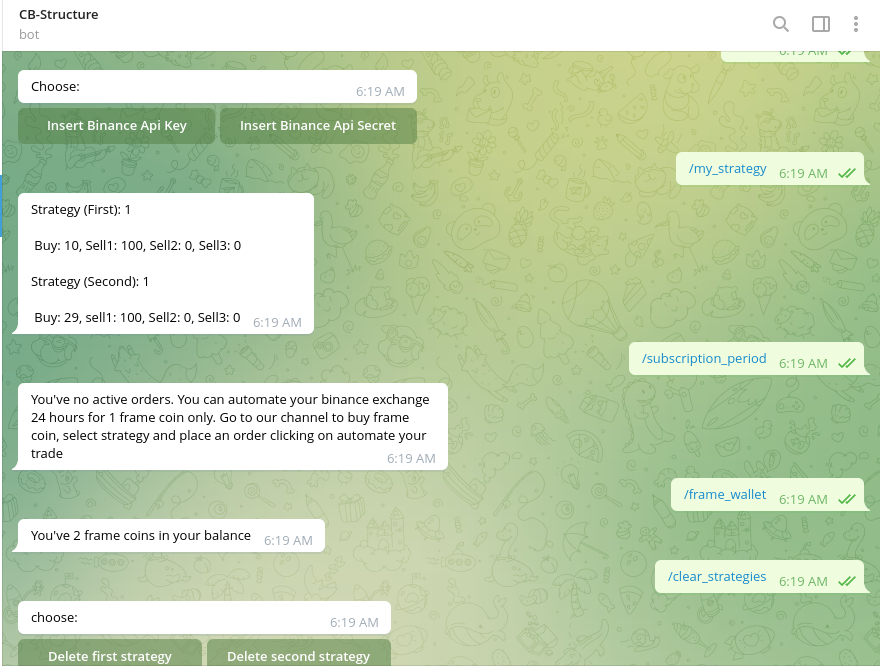 CB-Structure
bot
6:19 AM
Choose:
6:19 AM
Insert Binance Api Key
Insert Binance Api Secret
/my_strategy 6:19 AM
Strategy (First): 1
Buy: 10, Sell1: 100, Sell2: 0, Sell3: 0
Strategy (Second): 1
Buy: 29, sell1: 100, Sell2: 0, Sell3: 0 6:19 AM
/subscription_period 6:19 AM
You've no active orders. You can automate your binance exchange
24 hours for 1 frame coin only. Go to our channel to buy frame
coin, select strategy and place an order clicking on automate your
trade 6:19 AM
/frame_wallet 6:19 AM
You've 2 frame coins in your balance 6:19 AM
/clear_strategies 6:19 AM
choose:
6:19 AM
Delete first strategy
Delete second strategy